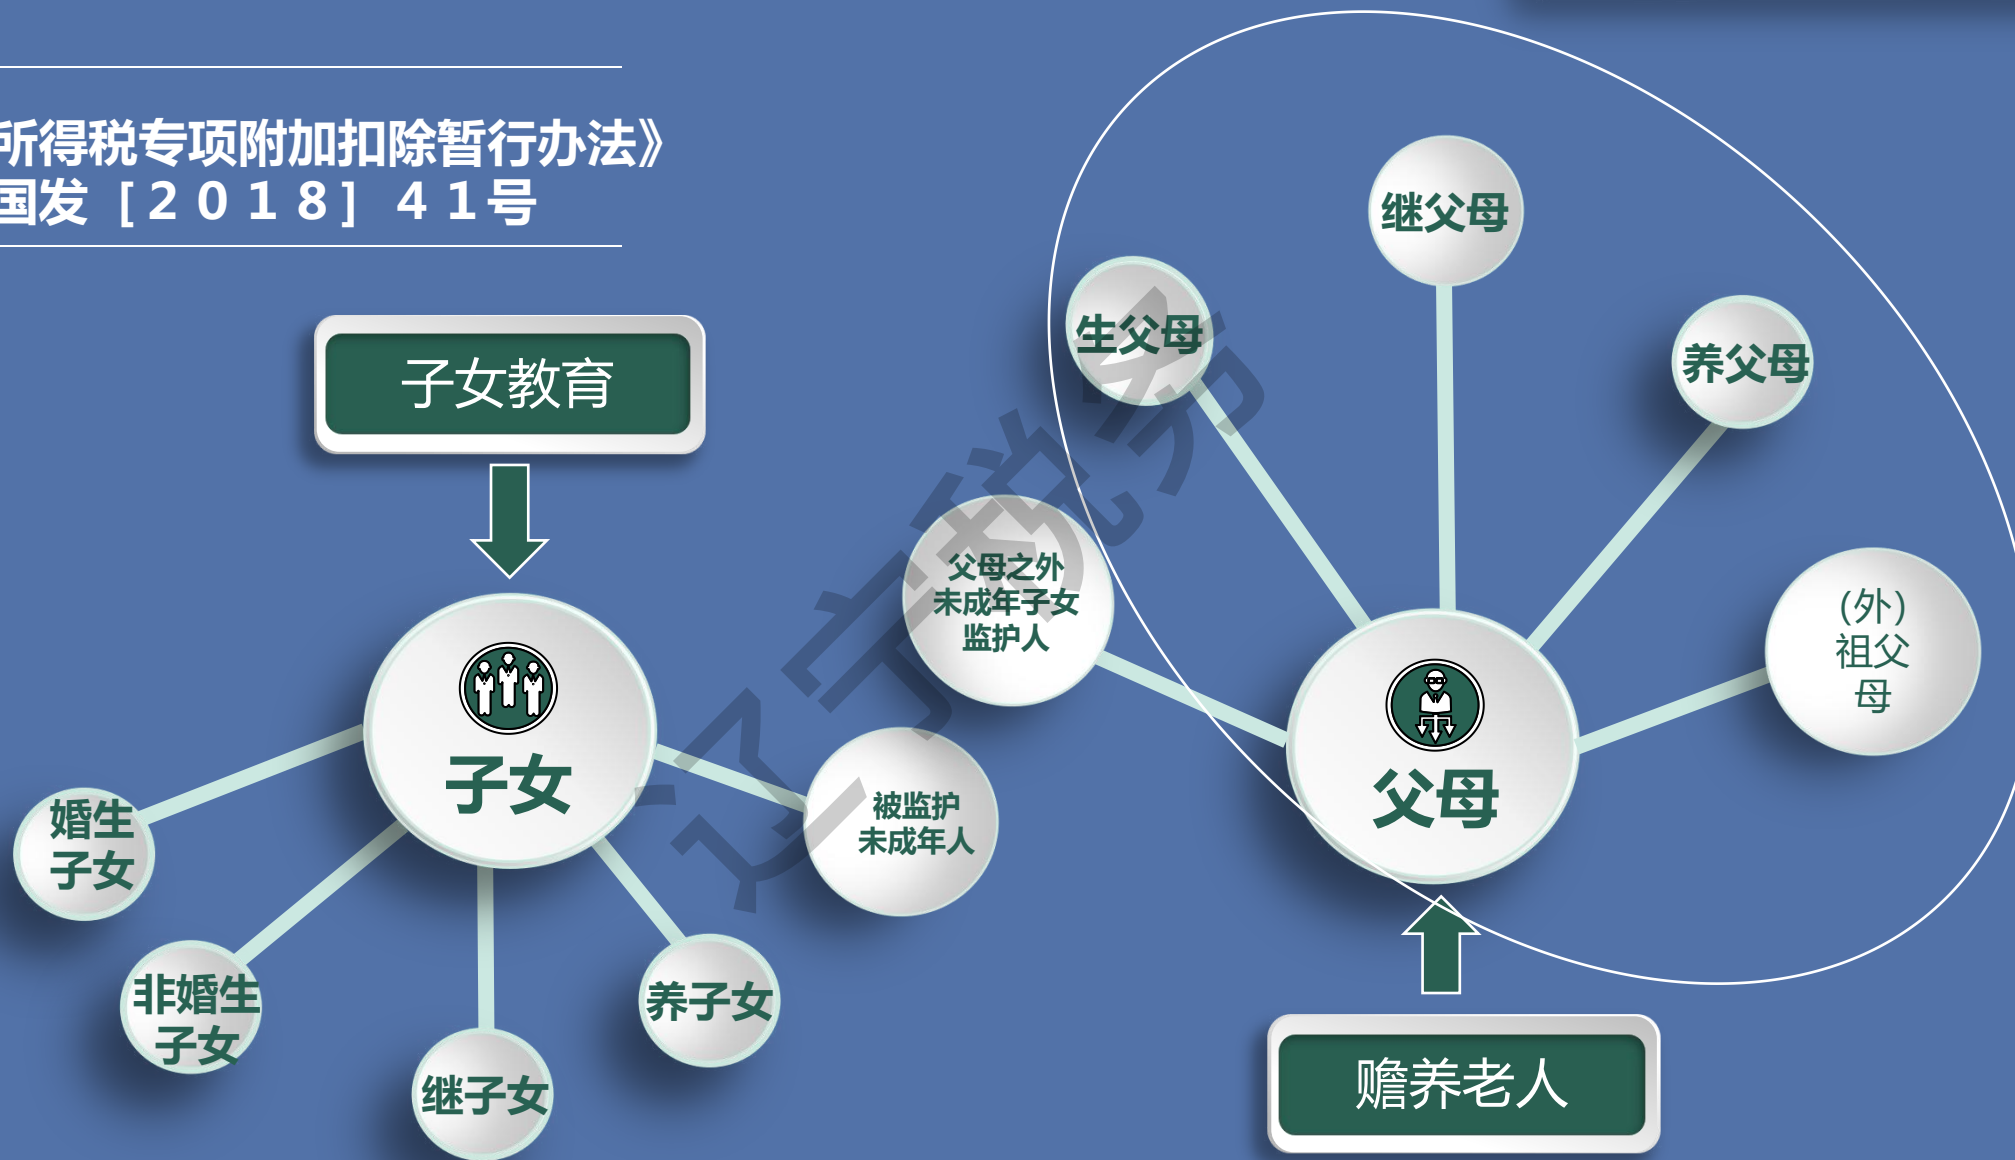 所得税专项附加扣除暂行办法》
国发［２０１８］４１号
子女教育
子女
婚生
子女
非婚生
子女
继子女
养子女
被监护
未成年人
父母之外
未成年子女
监护人
生父母
继父母
养父母
（外）
祖父
母
父母
赡养老人
辽宁税务